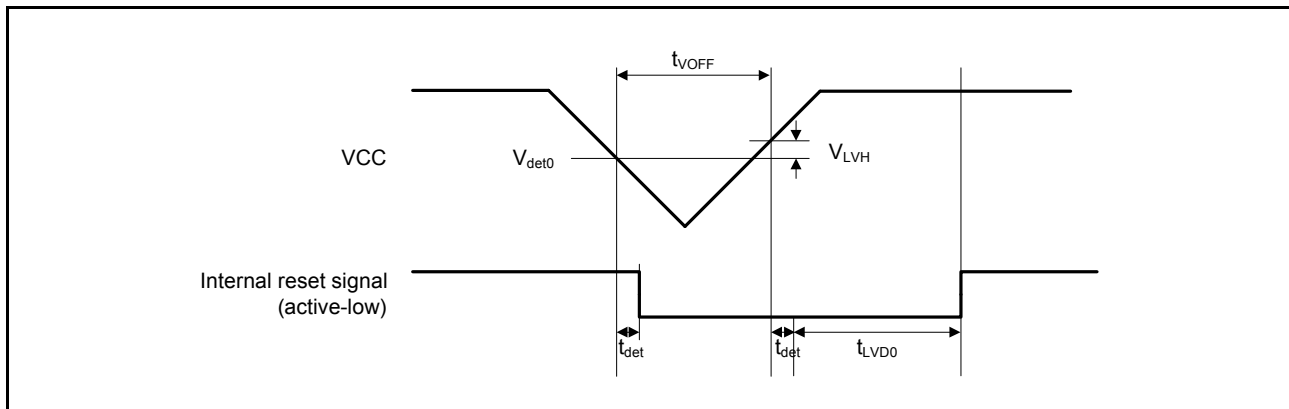 tVOFF
VCC
Vdet0
VLVH
Internal reset signal
(active-low)
tdet
tdet
tLVD0